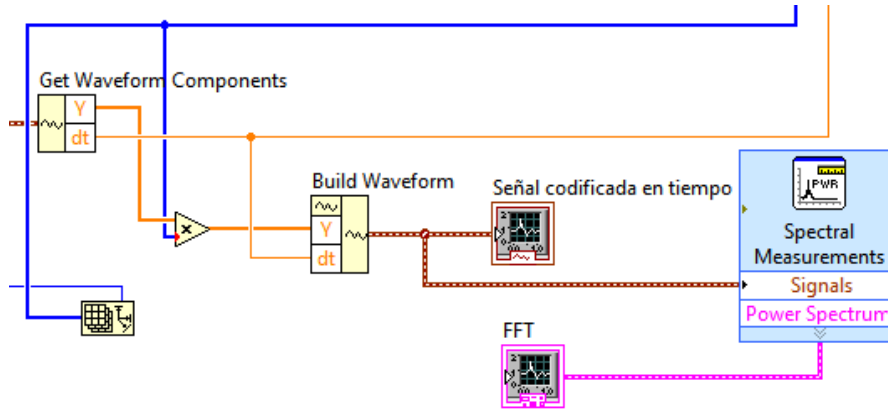 Get Waveform Components
Y
dt
Build Waveform
Y
dt
Señal codificada en tiempo
PWR
Spectral
Measurements
Signals
Power Spectrum
FFT